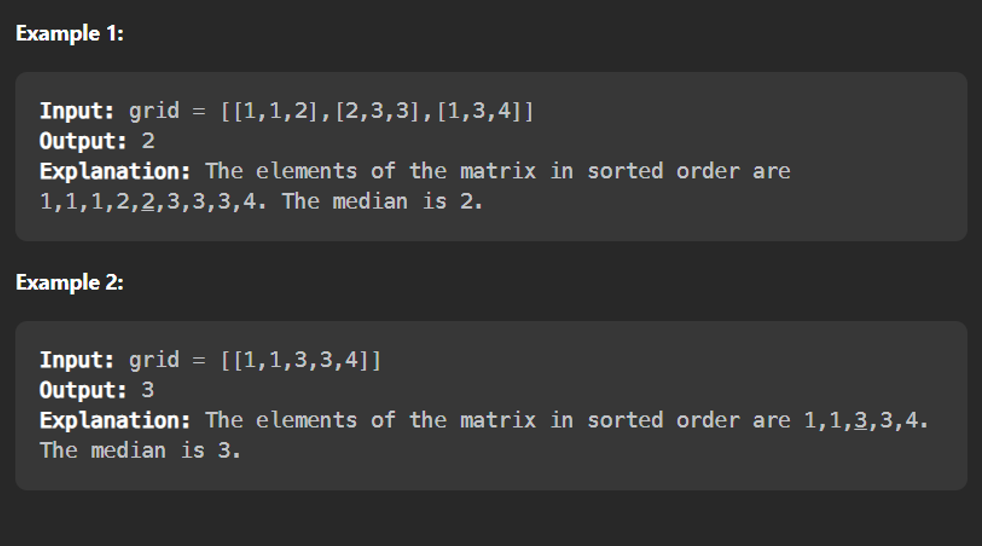 Example 1:
Input: grid = [[1,1,2],[2,3,3],[1,3,4]]
Output: 2
Explanation: The elements of the matrix in sorted order are
1,1,1,2,2,3,3,3,4. The median is 2.
Example 2:
Input: grid = [[1,1,3,3,4]]
Output: 3
Explanation: The elements of the matrix in sorted order are 1,1,3,3,4.
The median is 3.